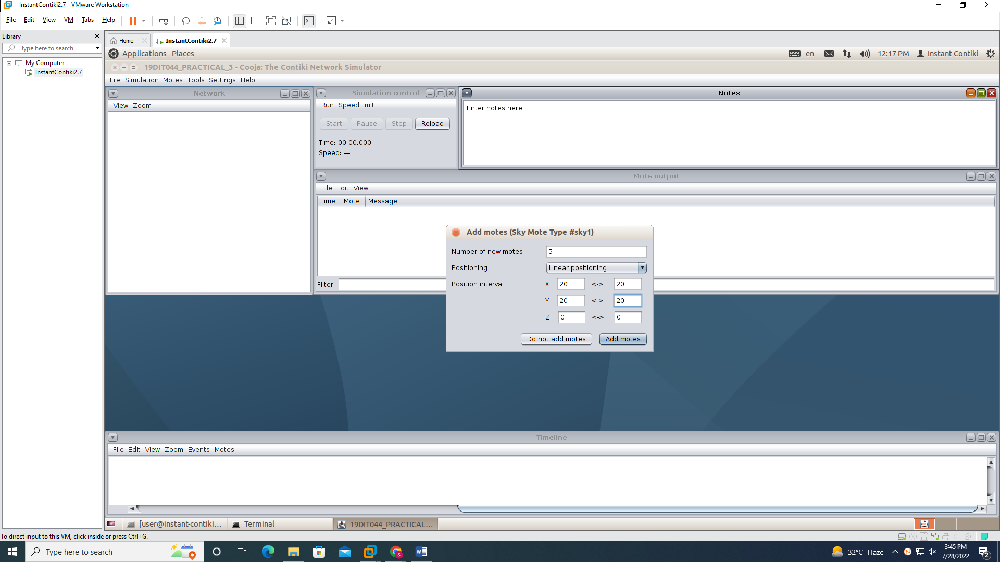 InstantContiki2.7 - VMware Workstation
File Edit View VM Tabs Help
Library
Type here to search
My Computer
InstantContiki2.7
Home InstantContiki2.7
Applications Places en 12:17 PM Instant Contiki
19DIT044_PRACTICAL_3 - Cooja: The Contiki Network Simulator
File Simulation Motes Tools Settings Help
Network
View Zoom
Simulation control
Run Speed limit
Start Pause Step Reload
Time: 00:00.000
Speed: ---
Notes
Enter notes here
Mote output
File Edit View
Time Mote Message
Filter:
Add motes (Sky Mote Type #sky1)
Number of new motes 5
Positioning Linear positioning
Position interval X 20 <-> 20
Y 20 <-> 20
Z 0 <-> 0
Do not add motes Add motes
Timeline
File Edit View Zoom Events Motes
[user@instant-contiki... Terminal 19DIT044_PRACTICAL...
To direct input to this VM, click inside or press Ctrl+G.
Type here to search
32°C Haze
3:45 PM
7/28/2022
2